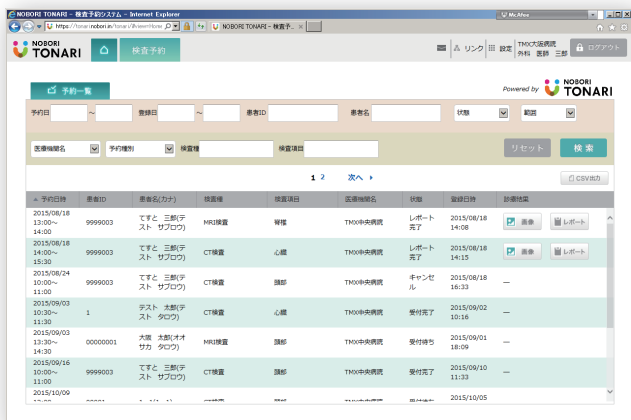 NOBORI TONARI - 検査予約システム - Internet Explorer
McAfee
NOBORI TONARI - 検査予... ×
NOBORI
TONARI
検査予約
リンク
設定
TMX大阪病院
外科 医師 三郎
ログアウト
予約一覧
Powered by NOBORI TONARI
予約日 ～ 登録日 ～ 患者ID 患者名 状態 範囲
医療機関名 予約種別 検査種 検査項目 リセット 検索
1 2 次へ
CSV出力
予約日時 患者ID 患者名(カナ) 検査種 検査項目 医療機関名 状態 登録日時 診療結果
2015/08/18 13:00～ 14:00 9999003 てすと 三郎(テスト サブロウ) MRI検査 脊椎 TMX中央病院 レポート完了 2015/08/18 14:08 画像 レポート
2015/08/18 14:00～ 15:30 9999003 てすと 三郎(テスト サブロウ) CT検査 心臓 TMX中央病院 レポート完了 2015/08/18 14:15 画像 レポート
2015/08/24 10:00～ 11:00 9999003 てすと 三郎(テスト サブロウ) CT検査 頭部 TMX中央病院 キャンセル 2015/08/18 16:33 —
2015/09/03 10:30～ 11:30 1 テスト 太郎(テスト タロウ) CT検査 心臓 TMX中央病院 受付完了 2015/09/02 10:16 —
2015/09/03 13:30～ 14:30 00000001 大阪 太郎(オオサカ タロウ) MRI検査 頭部 TMX中央病院 受付待ち 2015/09/01 18:09 —
2015/09/16 10:00～ 11:00 9999003 てすと 三郎(テスト サブロウ) CT検査 頭部 TMX中央病院 受付完了 2015/09/10 11:33 —
2015/10/09 2015/10/05